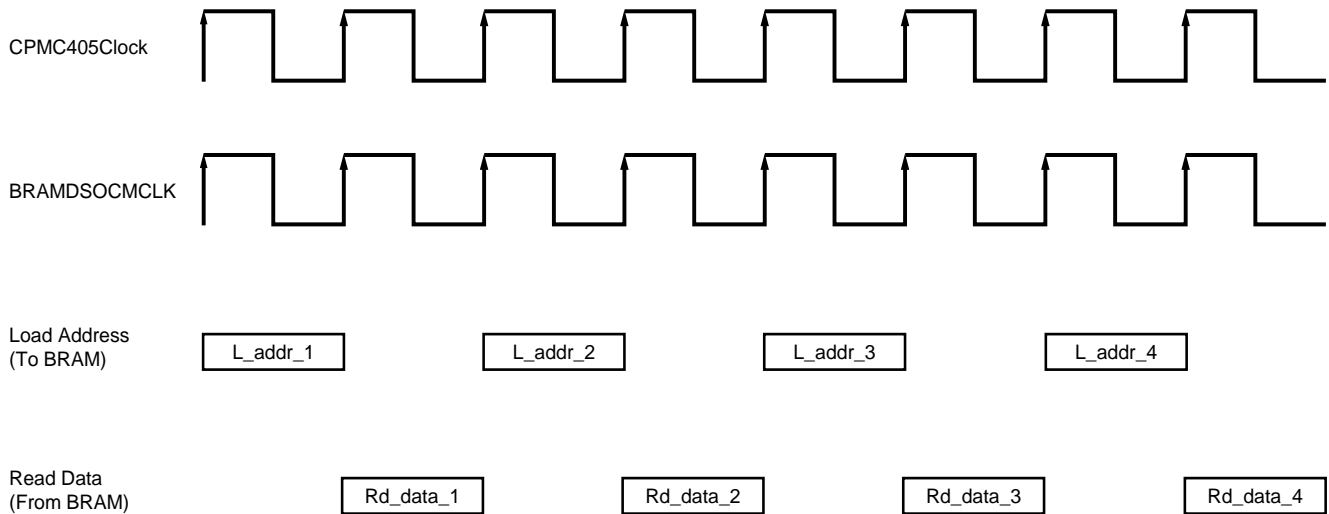 CPMC405Clock
BRAMDSOCMCLK
Load Address
(To BRAM)
L_addr_1 L_addr_2 L_addr_3 L_addr_4
Read Data
(From BRAM)
Rd_data_1 Rd_data_2 Rd_data_3 Rd_data_4